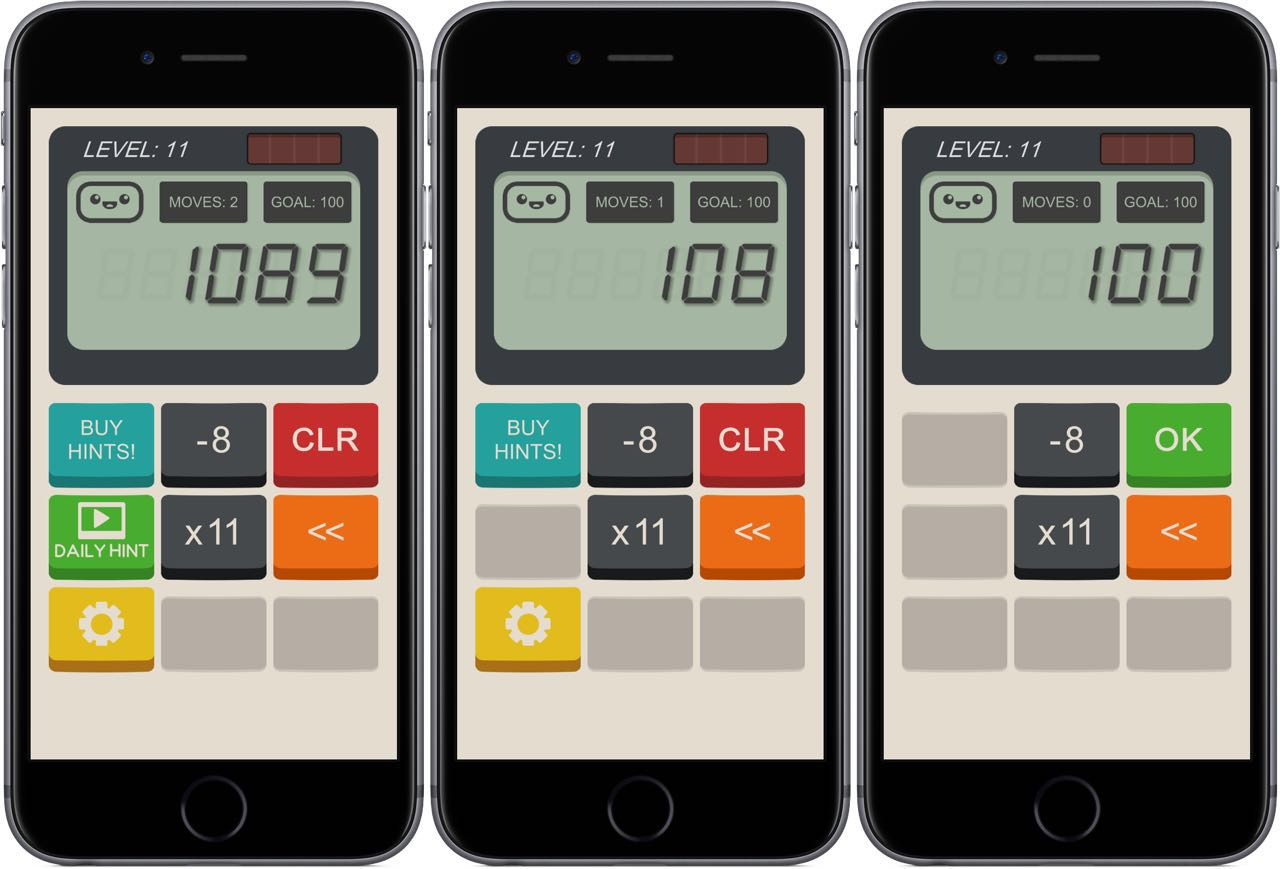 LEVEL: 11
MOVES: 2
GOAL: 100
1089
BUY
HINTS!
-8
CLR
DAILY HINT
x11
<<
LEVEL: 11
MOVES: 1
GOAL: 100
108
BUY
HINTS!
-8
CLR
x11
<<
LEVEL: 11
MOVES: 0
GOAL: 100
100
-8
OK
x11
<<